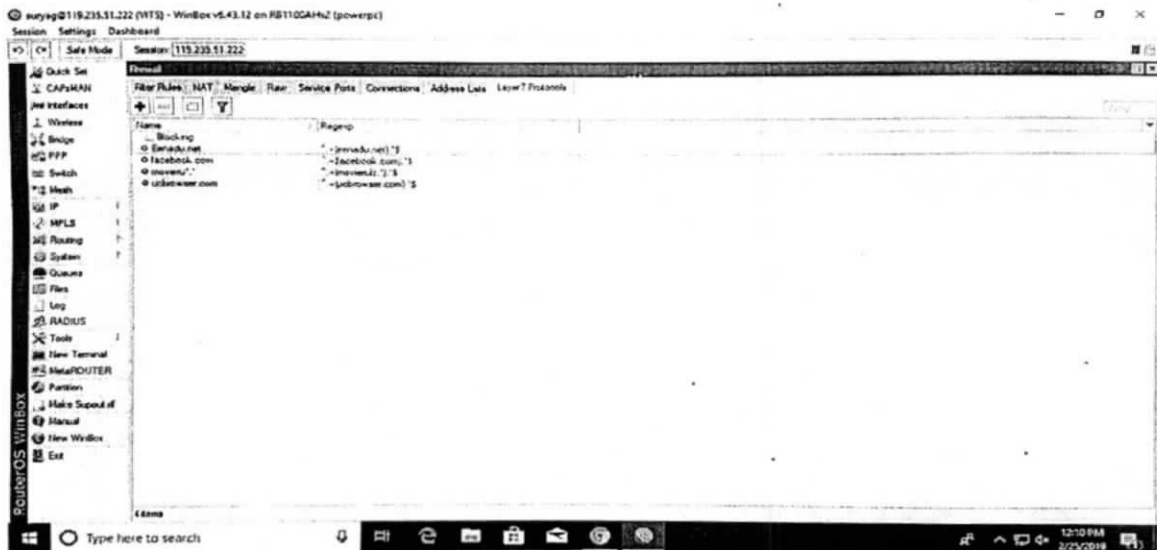 suryag@119.235.51.222 (VITS) - WinBox v6.43.12 on RB1100AHx2 (powerpc)
Session Settings Dashboard
Safe Mode Session: 119.235.51.222
Quick Set
CAPsMAN
Interfaces
Wireless
Bridge
PPP
Switch
Mesh
IP
MPLS
Routing
System
Queues
Files
Log
RADIUS
Tools
New Terminal
MetaROUTER
Partition
Make Supout.rif
Manual
New WinBox
Exit
RouterOS WinBox
Firewall
Filter Rules NAT Mangle Raw Service Ports Connections Address Lists Layer7 Protocols
Name Regexp
Blocking
Eenadu.net
facebook.com
ucbrowser.com
Type here to search
12:10 PM
2/25/2019